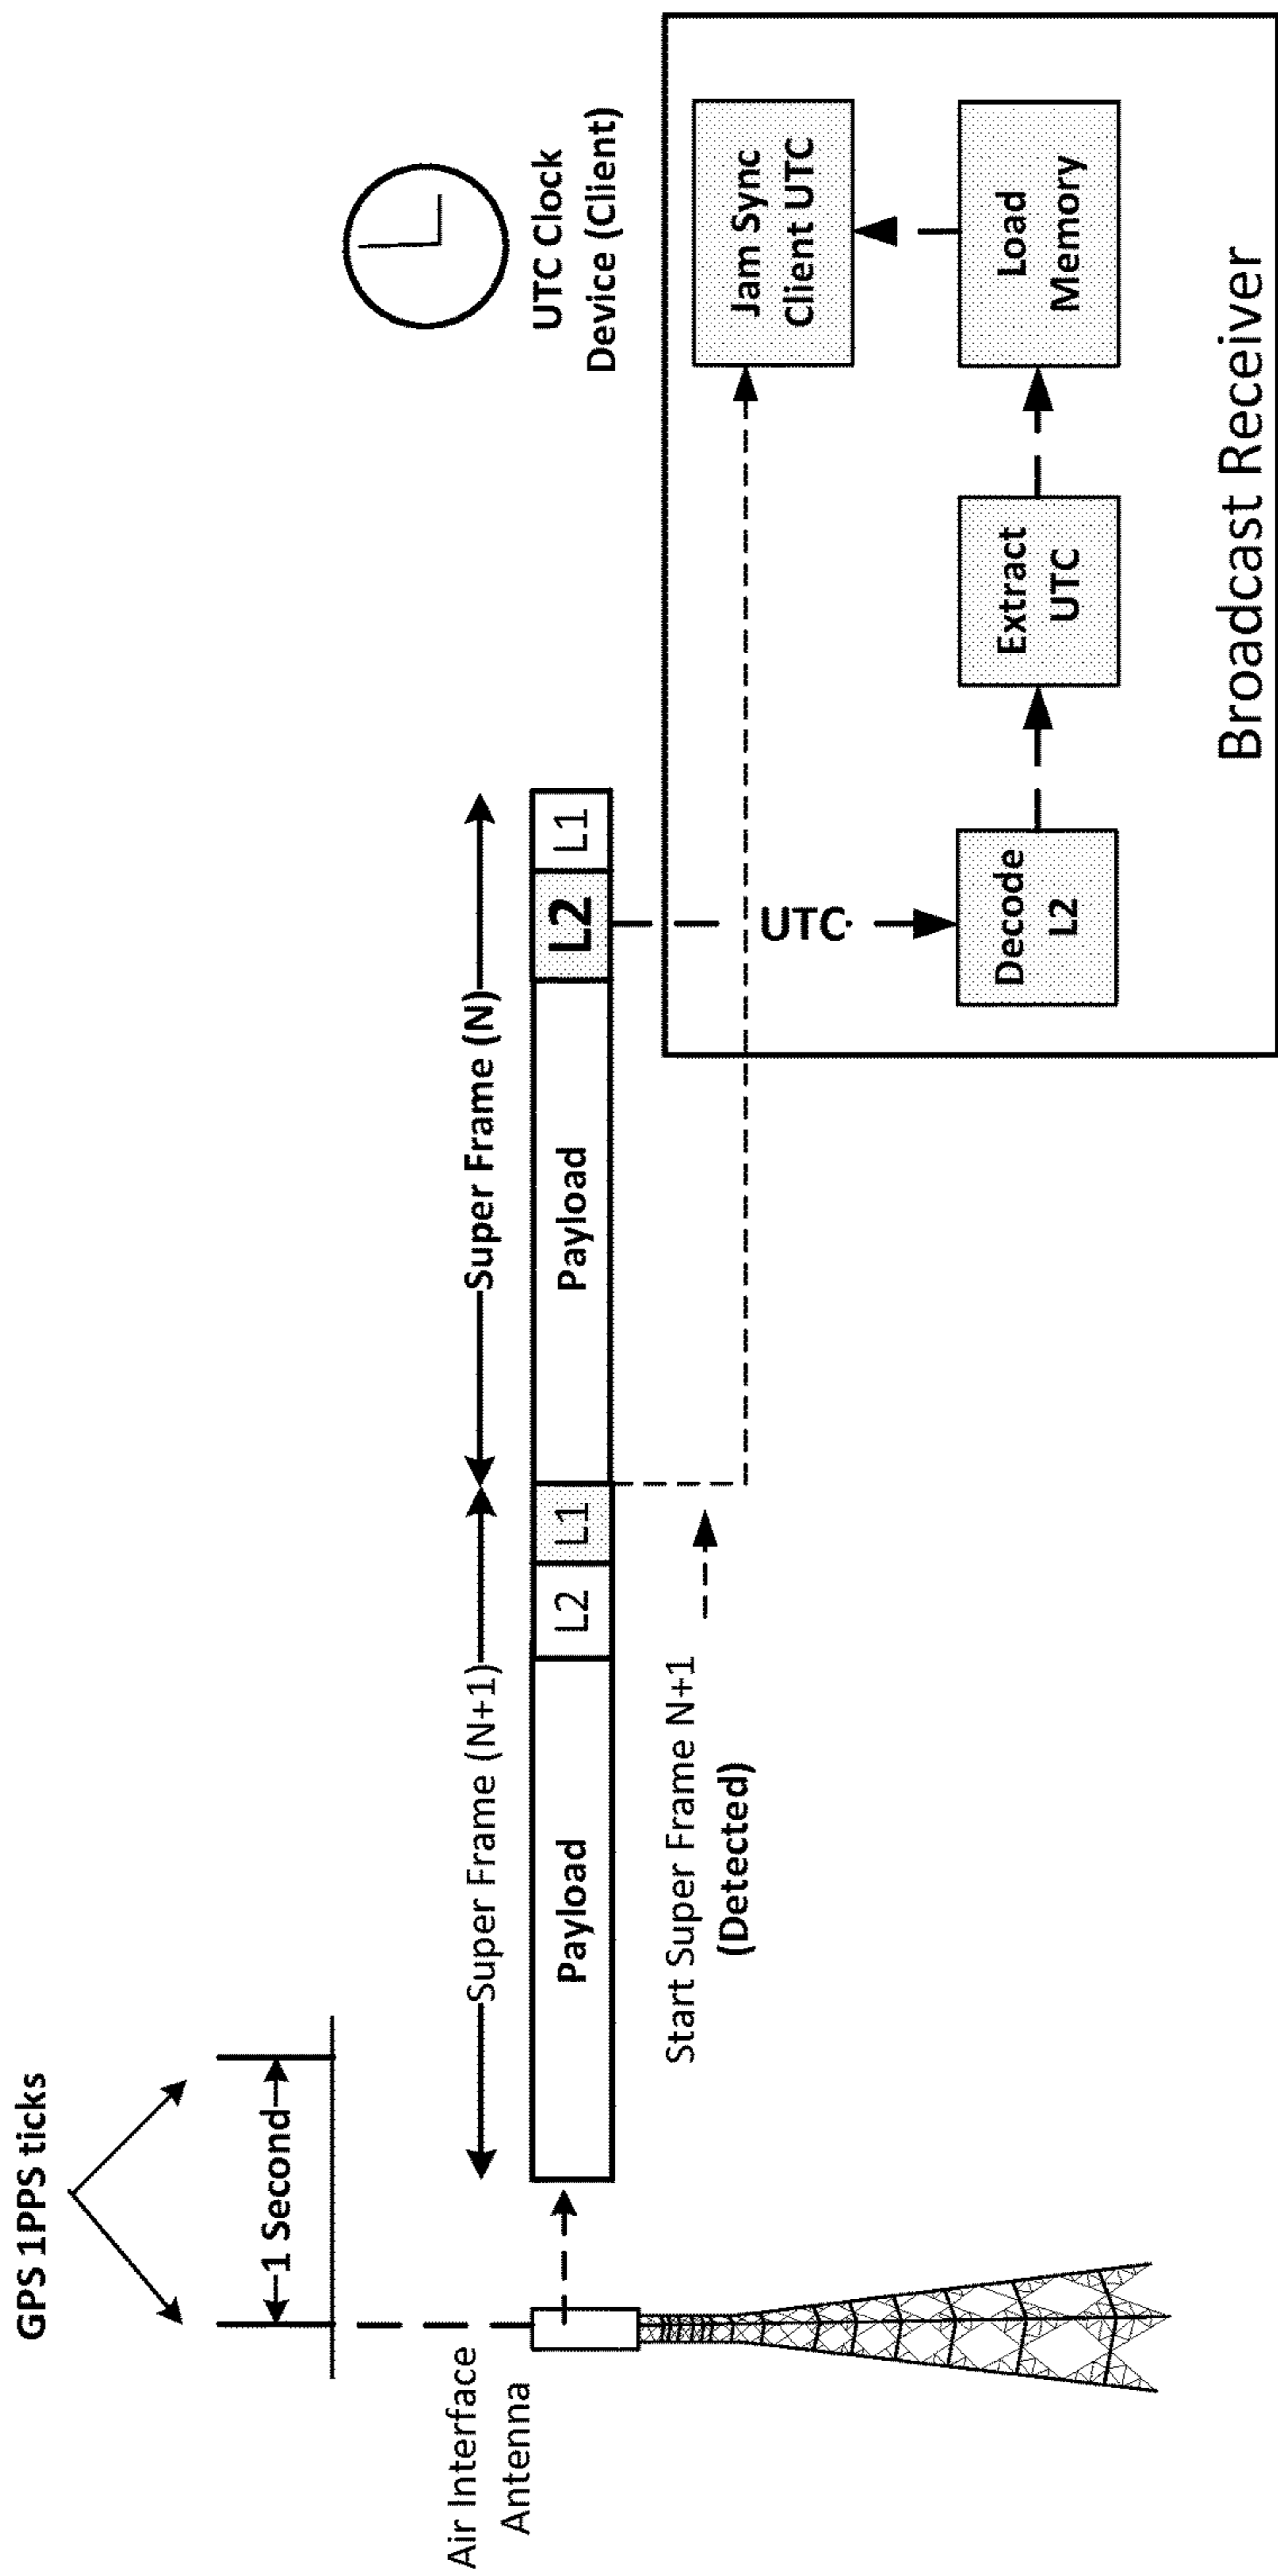 GPS 1PPS ticks
1 Second
Air Interface
Antenna
Super Frame (N+1)
Super Frame (N)
Payload
L2
L1
Payload
L2
L1
Start Super Frame N+1
(Detected)
UTC Clock
Device (Client)
UTC
Jam Sync
Client UTC
Decode
L2
Extract
UTC
Load
Memory
Broadcast Receiver